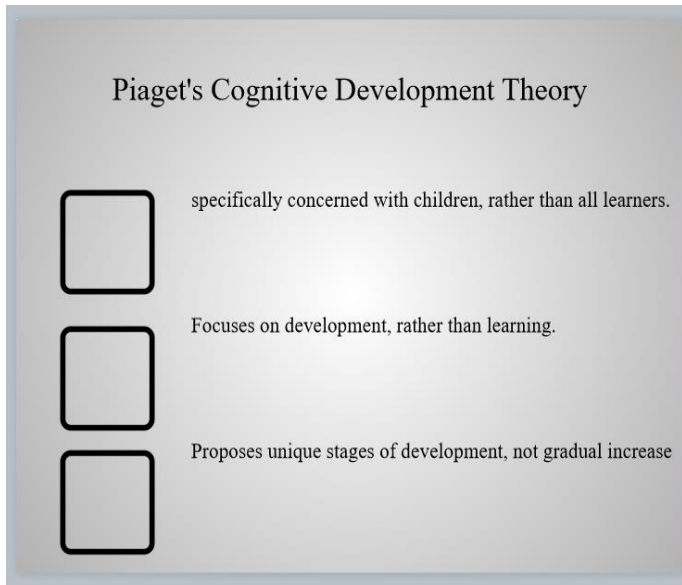 Piaget's Cognitive Development Theory
specifically concerned with children, rather than all learners.
Focuses on development, rather than learning.
Proposes unique stages of development, not gradual increase